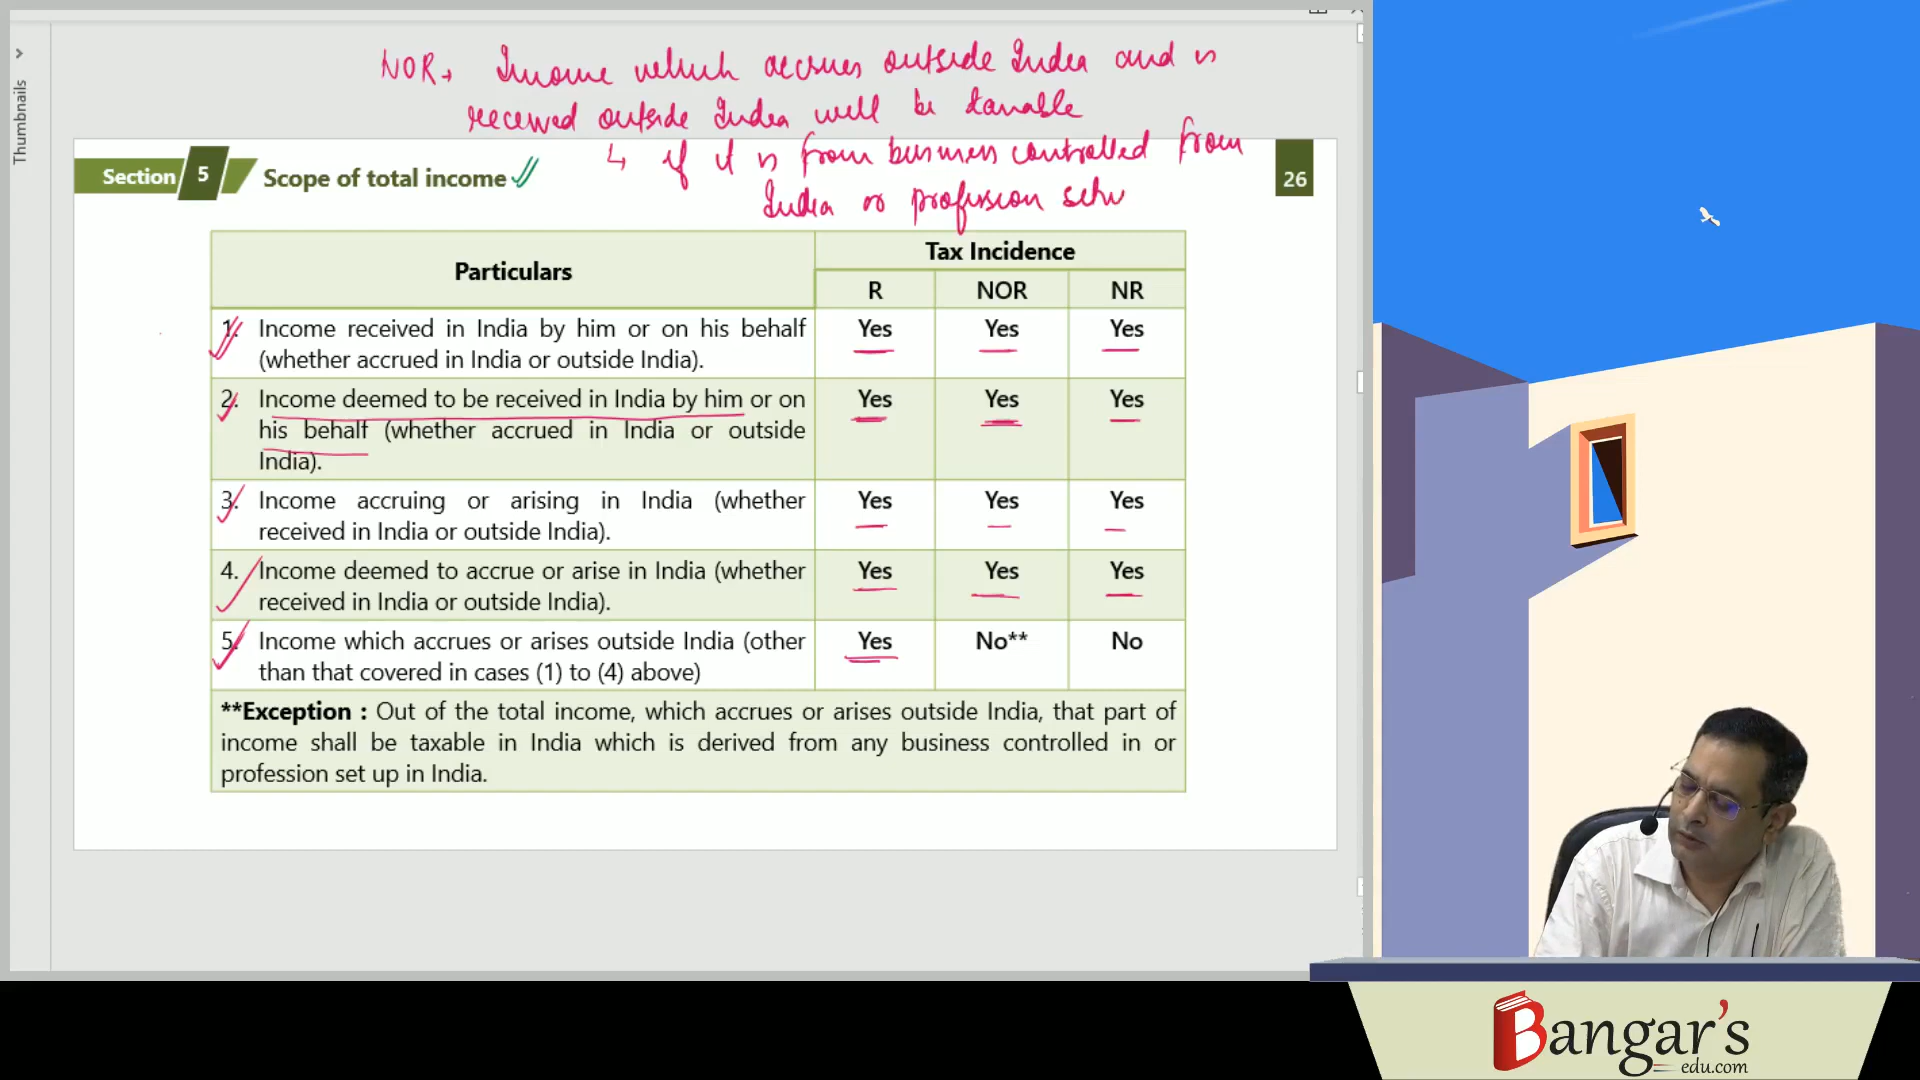 NOR → Income which accrues outside India and is
received outside India will be taxable
↳ if it is from business controlled from
India or profession setu
Thumbnails
Section 5 Scope of total income
26
Particulars
Tax Incidence
R NOR NR
1. Income received in India by him or on his behalf
(whether accrued in India or outside India).
Yes Yes Yes
2. Income deemed to be received in India by him or on
his behalf (whether accrued in India or outside
India).
Yes Yes Yes
3. Income accruing or arising in India (whether
received in India or outside India).
Yes Yes Yes
4. Income deemed to accrue or arise in India (whether
received in India or outside India).
Yes Yes Yes
5. Income which accrues or arises outside India (other
than that covered in cases (1) to (4) above)
Yes No** No
**Exception : Out of the total income, which accrues or arises outside India, that part of
income shall be taxable in India which is derived from any business controlled in or
profession set up in India.
Bangar's
edu.com